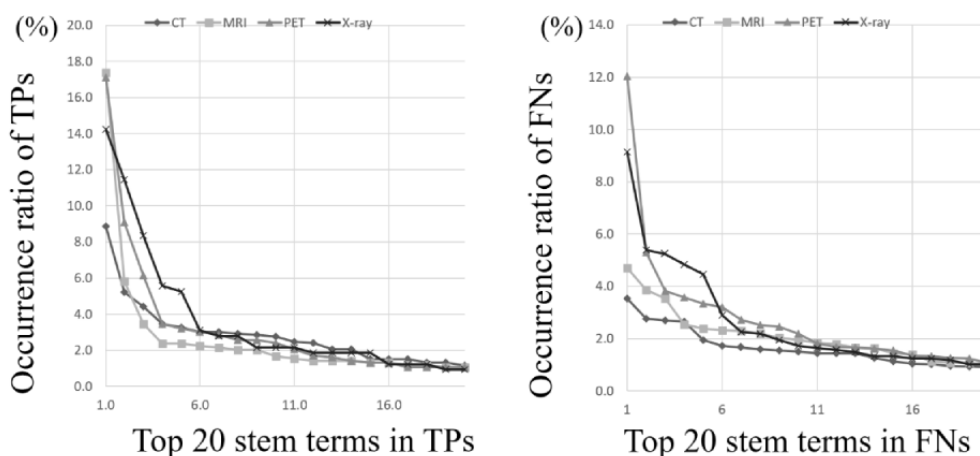 (%)
CT MRI PET X-ray
20.0
18.0
16.0
14.0
12.0
10.0
8.0
6.0
4.0
2.0
0.0
1.0 6.0 11.0 16.0
Occurrence ratio of TPs
Top 20 stem terms in TPs
(%)
CT MRI PET X-ray
14.0
12.0
10.0
8.0
6.0
4.0
2.0
0.0
1 6 11 16
Occurrence ratio of FNs
Top 20 stem terms in FNs